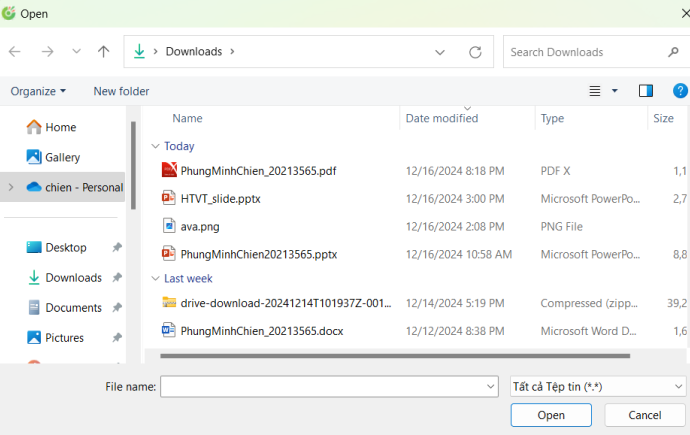 Open
Downloads
Search Downloads
Organize
New folder
Home
Gallery
chien - Personal
Desktop
Downloads
Documents
Pictures
Name Date modified Type Size
Today
PhungMinhChien_20213565.pdf 12/16/2024 8:18 PM PDF X 1,1
HTVT_slide.pptx 12/16/2024 3:00 PM Microsoft PowerPo... 2,7
ava.png 12/16/2024 2:08 PM PNG File
PhungMinhChien20213565.pptx 12/16/2024 10:58 AM Microsoft PowerPo... 8,8
Last week
drive-download-20241214T101937Z-001... 12/14/2024 5:19 PM Compressed (zipp... 39,2
PhungMinhChien_20213565.docx 12/12/2024 8:38 PM Microsoft Word D... 1,6
File name:
Tất cả Tệp tin (*.*)
Open Cancel